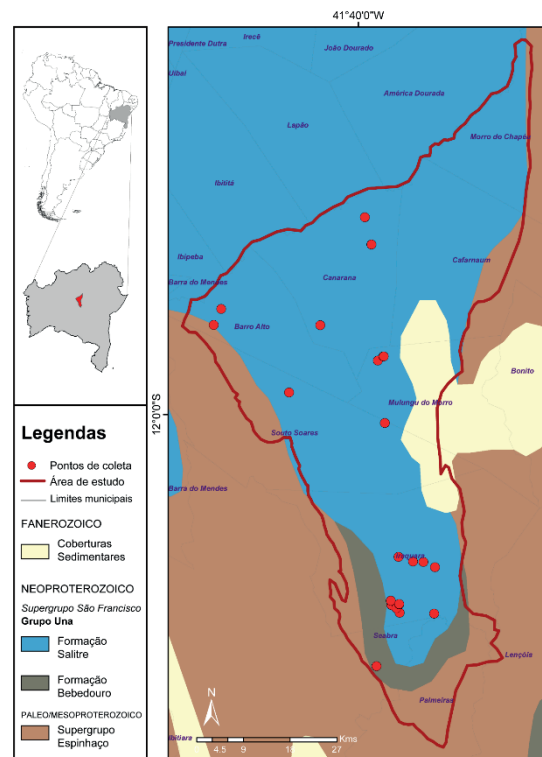 41°40'0"W
12°0'0"S
Presidente Dutra
Irecê
João Dourado
Uibaí
América Dourada
Lapão
Morro do Chapéu
Ibititá
Ibipeba
Canarana
Cafarnaum
Barra do Mendes
Barro Alto
Bonito
Mulungu do Morro
Souto Soares
Barra do Mendes
Iraquara
Seabra
Lençóis
Palmeiras
Ibitiara
N
Kms
4.5 9 18 27
Legendas
Pontos de coleta
Área de estudo
Limites municipais
FANEROZOICO
Coberturas
Sedimentares
NEOPROTEROZOICO
Supergrupo São Francisco
Grupo Una
Formação
Salitre
Formação
Bebedouro
PALEO/MESOPROTEROZOICO
Supergrupo
Espinhaço